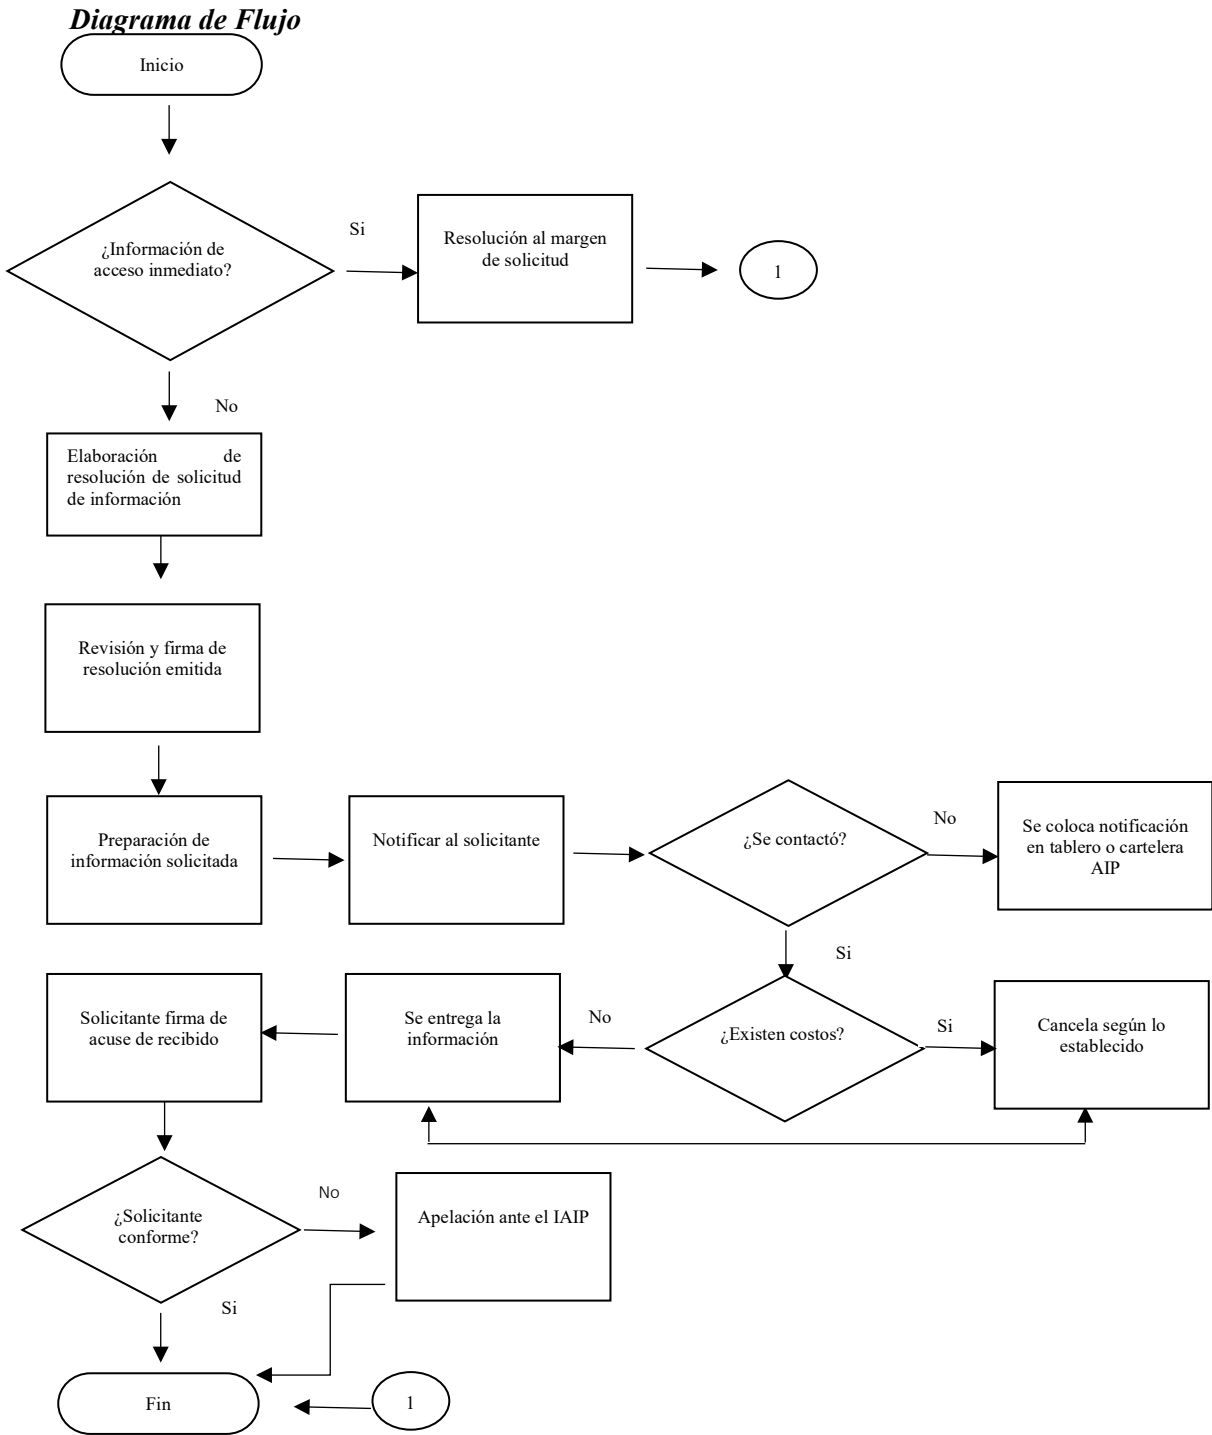 Diagrama de Flujo
Inicio
¿Información de
acceso inmediato?
Si
Resolución al margen
de solicitud
1
No
Elaboración de
resolución de solicitud
de información
Revisión y firma de
resolución emitida
Preparación de
información solicitada
Notificar al solicitante
¿Se contactó?
No
Se coloca notificación
en tablero o cartelera
AIP
Si
Solicitante firma de
acuse de recibido
Se entrega la
información
No
¿Existen costos?
Si
Cancela según lo
establecido
¿Solicitante
conforme?
No
Apelación ante el IAIP
Si
Fin
1